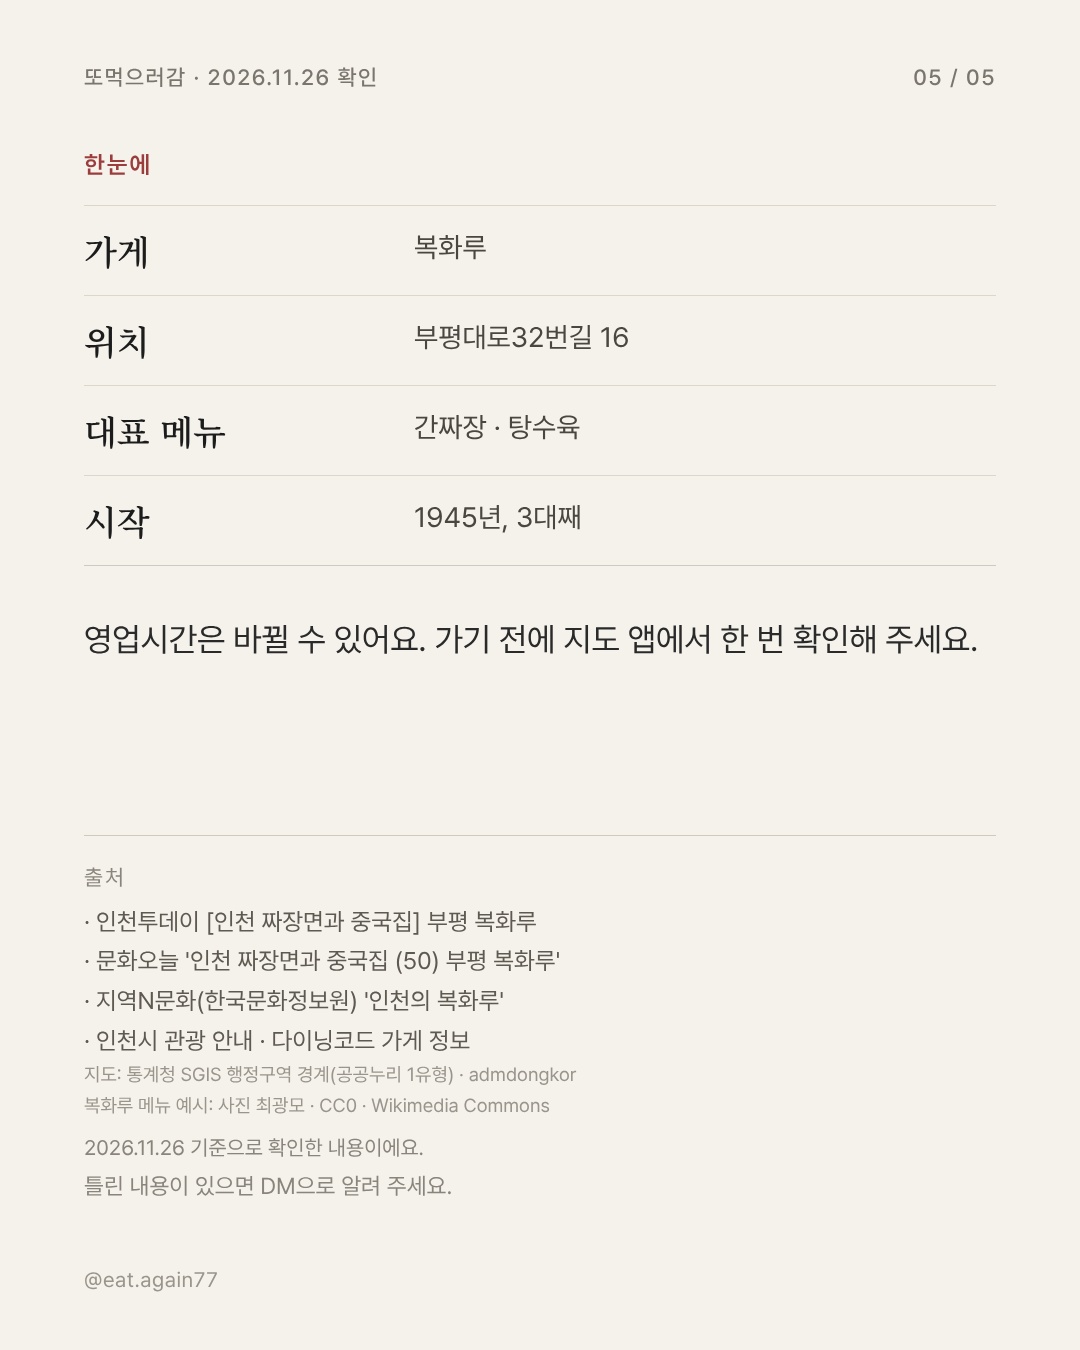 또먹으러감 · 2026.11.26 확인
05 / 05
한눈에
가게 복화루
위치 부평대로32번길 16
대표 메뉴 간짜장 · 탕수육
시작 1945년, 3대째
영업시간은 바뀔 수 있어요. 가기 전에 지도 앱에서 한 번 확인해 주세요.
출처
· 인천투데이 [인천 짜장면과 중국집] 부평 복화루
· 문화오늘 '인천 짜장면과 중국집 (50) 부평 복화루'
· 지역N문화(한국문화정보원) '인천의 복화루'
· 인천시 관광 안내 · 다이닝코드 가게 정보
지도: 통계청 SGIS 행정구역 경계(공공누리 1유형) · admdongkor
복화루 메뉴 예시: 사진 최광모 · CC0 · Wikimedia Commons
2026.11.26 기준으로 확인한 내용이에요.
틀린 내용이 있으면 DM으로 알려 주세요.
@eat.again77